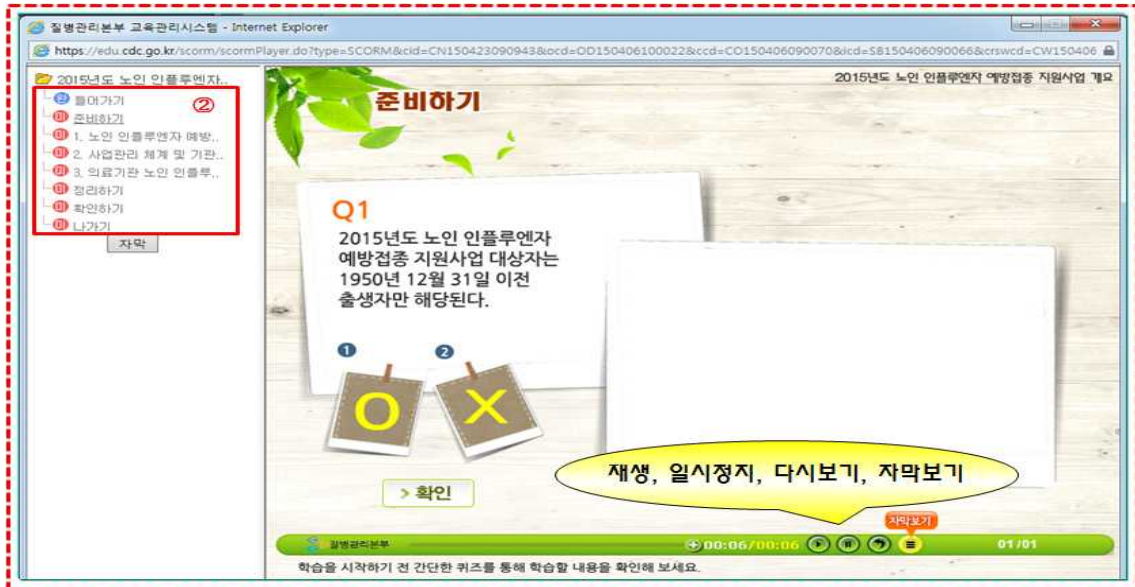 질병관리본부 교육관리시스템 - Internet Explorer
https://edu.cdc.go.kr/scorm/scormPlayer.do?type=SCORM&cid=CN150423090943&ocd=OD150406100022&ccd=CO150406090070&icd=SB150406090066&crswcd=CW150406
2015년도 노인 인플루엔자..
완 들어가기
②
미 준비하기
미 1. 노인 인플루엔자 예방..
미 2. 사업관리 체계 및 기관..
미 3. 의료기관 노인 인플루..
미 정리하기
미 확인하기
미 나가기
자막
2015년도 노인 인플루엔자 예방접종 지원사업 개요
준비하기
Q1
2015년도 노인 인플루엔자
예방접종 지원사업 대상자는
1950년 12월 31일 이전
출생자만 해당된다.
1 2
O X
> 확인
재생, 일시정지, 다시보기, 자막보기
자막보기
질병관리본부
00:06/00:06
01/01
학습을 시작하기 전 간단한 퀴즈를 통해 학습할 내용을 확인해 보세요.